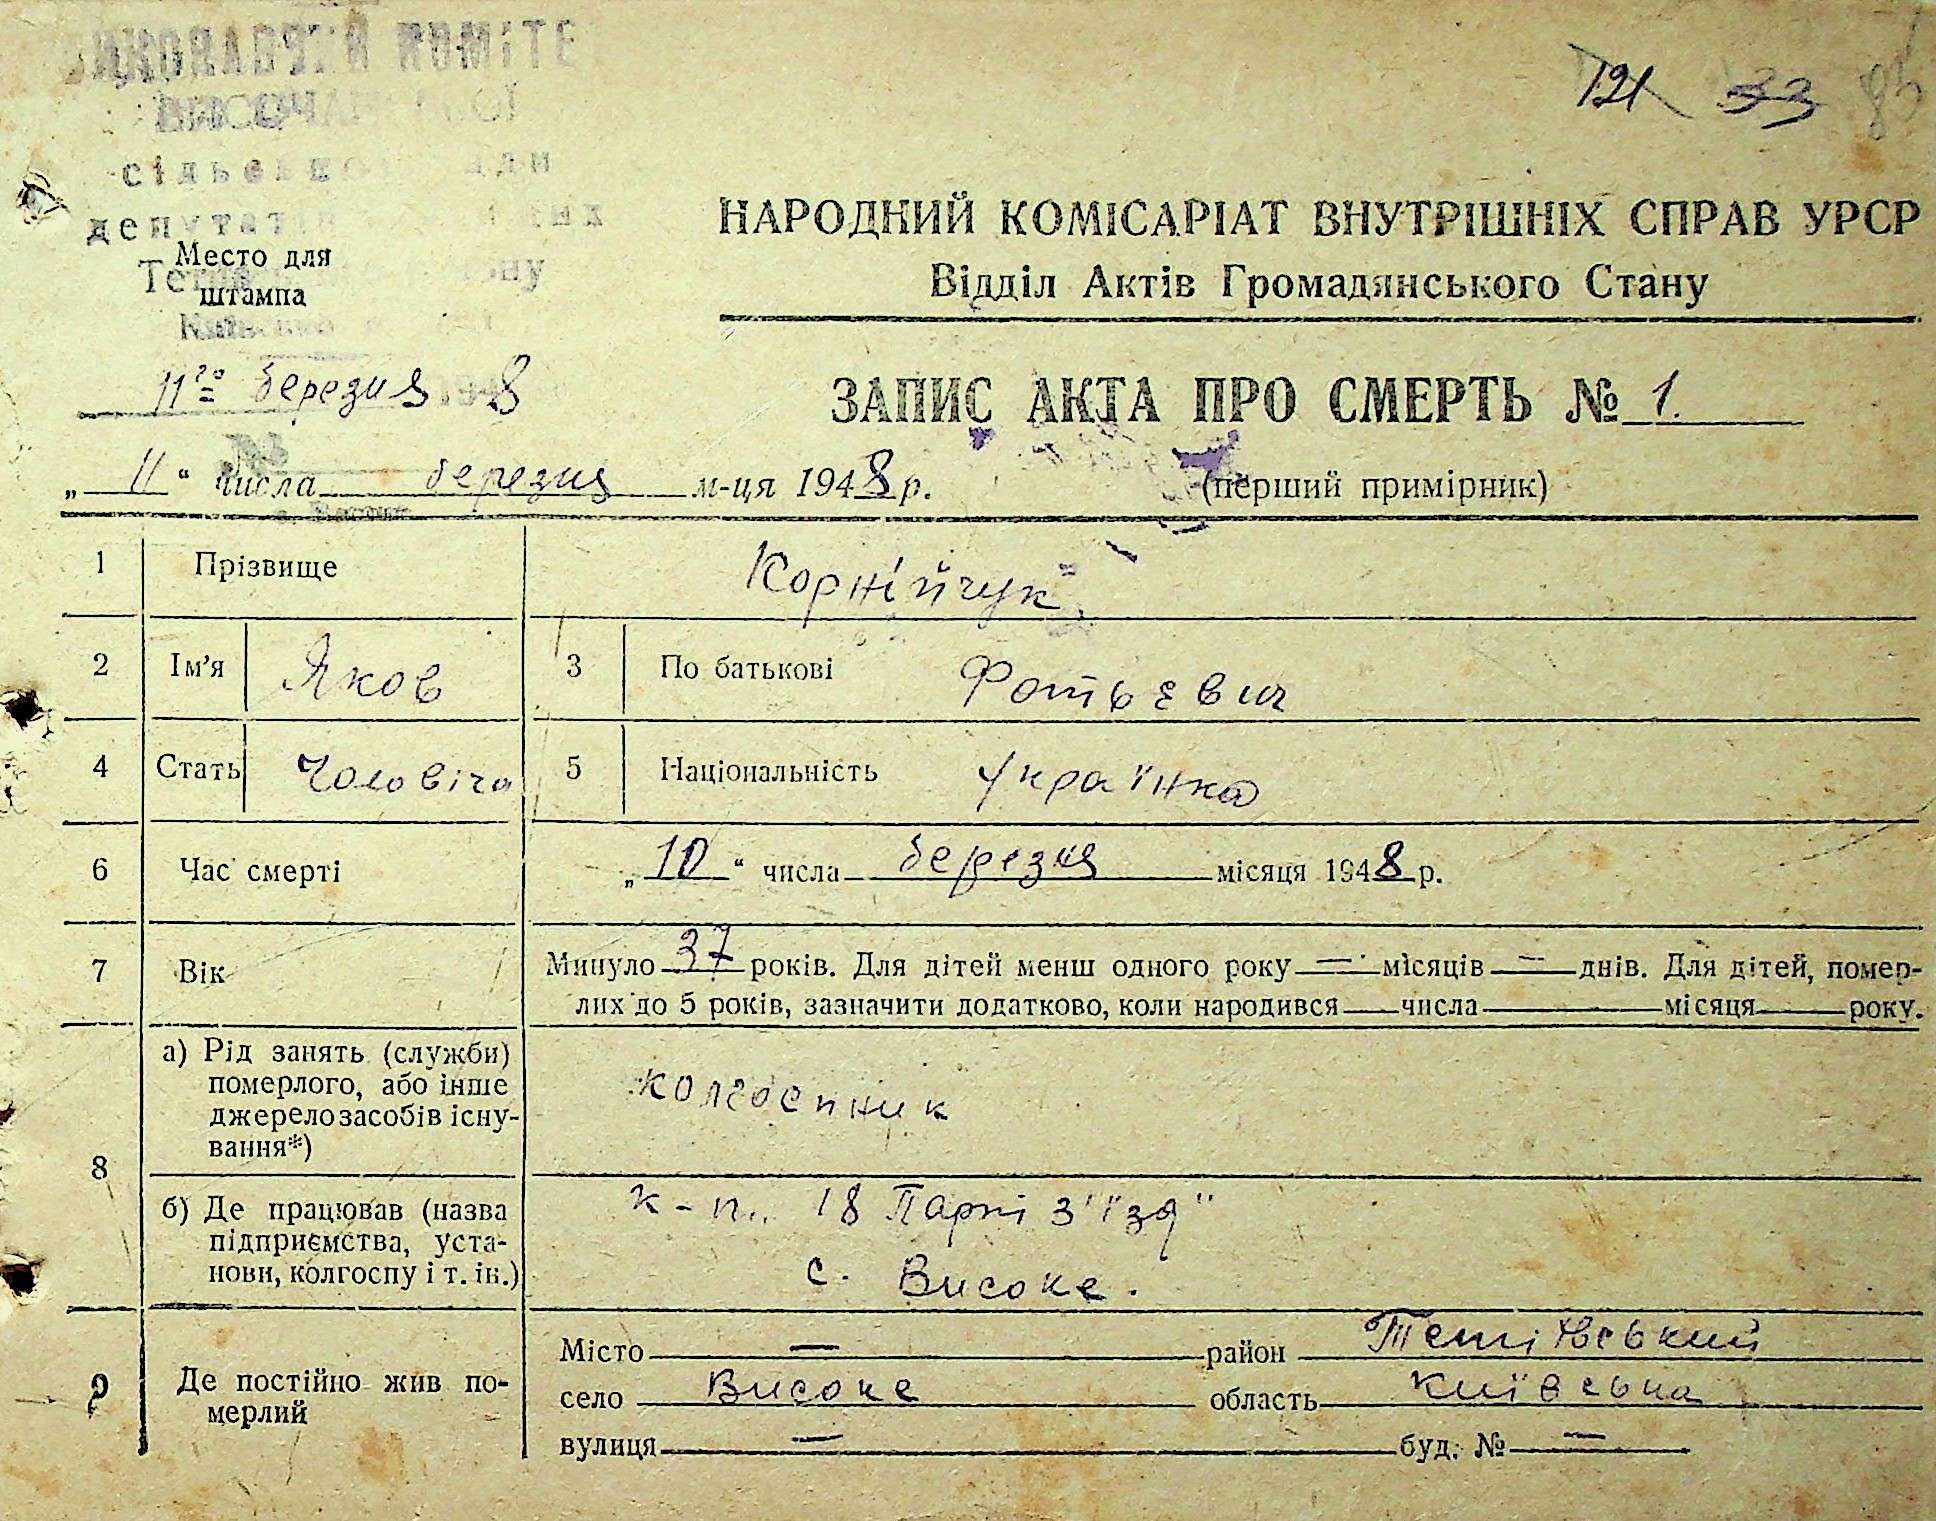 ВИКОНАВЧИЙ КОМІТЕ
сільсько
депутатів
Место для
штампа
11го березня 1948
121 33 85
НАРОДНИЙ КОМІСАРІАТ ВНУТРІШНІХ СПРАВ УРСР
Відділ Актів Громадянського Стану
ЗАПИС АКТА ПРО СМЕРТЬ № 1.
„ 11 “ числа березня м-ця 1948 р. (перший примірник)
1 Прізвище Корнійчук
2 Ім’я Яков 3 По батькові Фотьєвич
4 Стать Чоловіча 5 Національність Українка
6 Час смерті „ 10 “ числа березня місяця 1948 р.
7 Вік Минуло 37 років. Для дітей менш одного року — місяців — днів. Для дітей, помер-
лих до 5 років, зазначити додатково, коли народився числа місяця року.
8 а) Рід занять (служби)
померлого, або інше
джерело засобів існу-
вання*)
колгоспник
б) Де працював (назва
підприємства, уста-
нови, колгоспу і т. ін.)
к-п „18 Парт з'їзд"
с. Високе.
9 Де постійно жив по-
мерлий
Місто — район Тетіївський
село Високе область Київська
вулиця — буд. № —